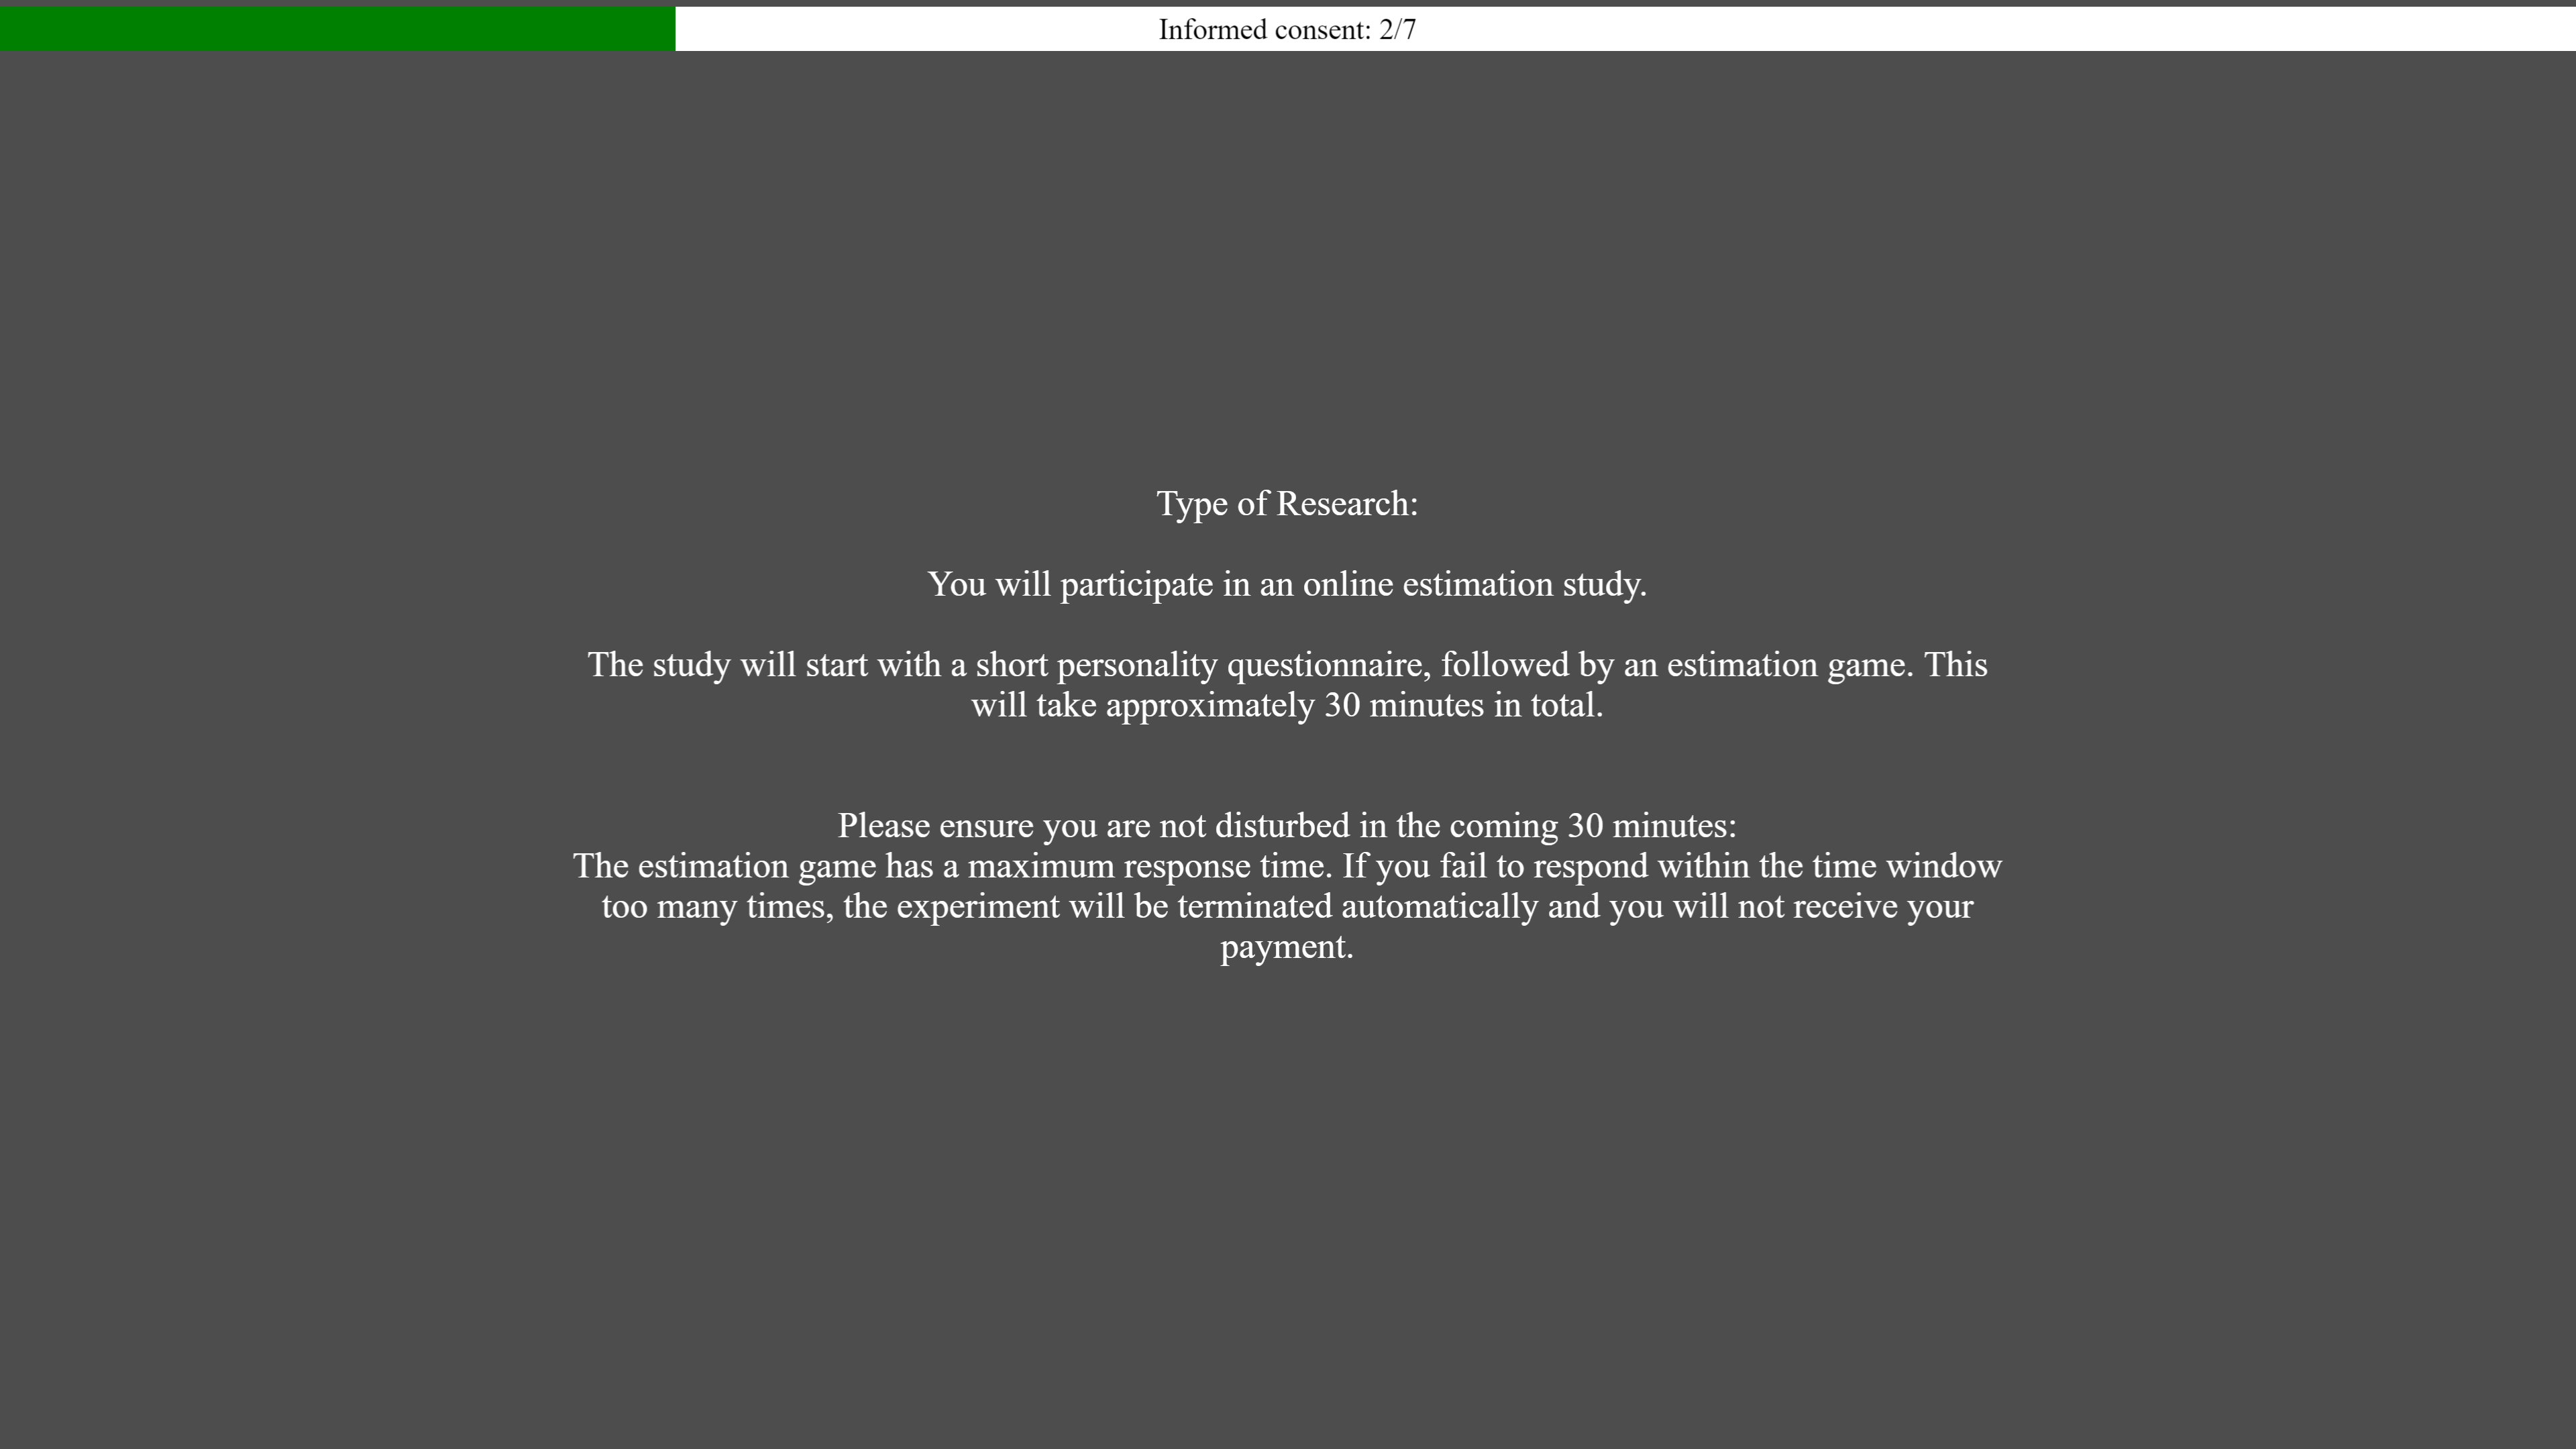 Informed consent: 2/7
Type of Research:
You will participate in an online estimation study.
The study will start with a short personality questionnaire, followed by an estimation game. This
will take approximately 30 minutes in total.
Please ensure you are not disturbed in the coming 30 minutes:
The estimation game has a maximum response time. If you fail to respond within the time window
too many times, the experiment will be terminated automatically and you will not receive your
payment.